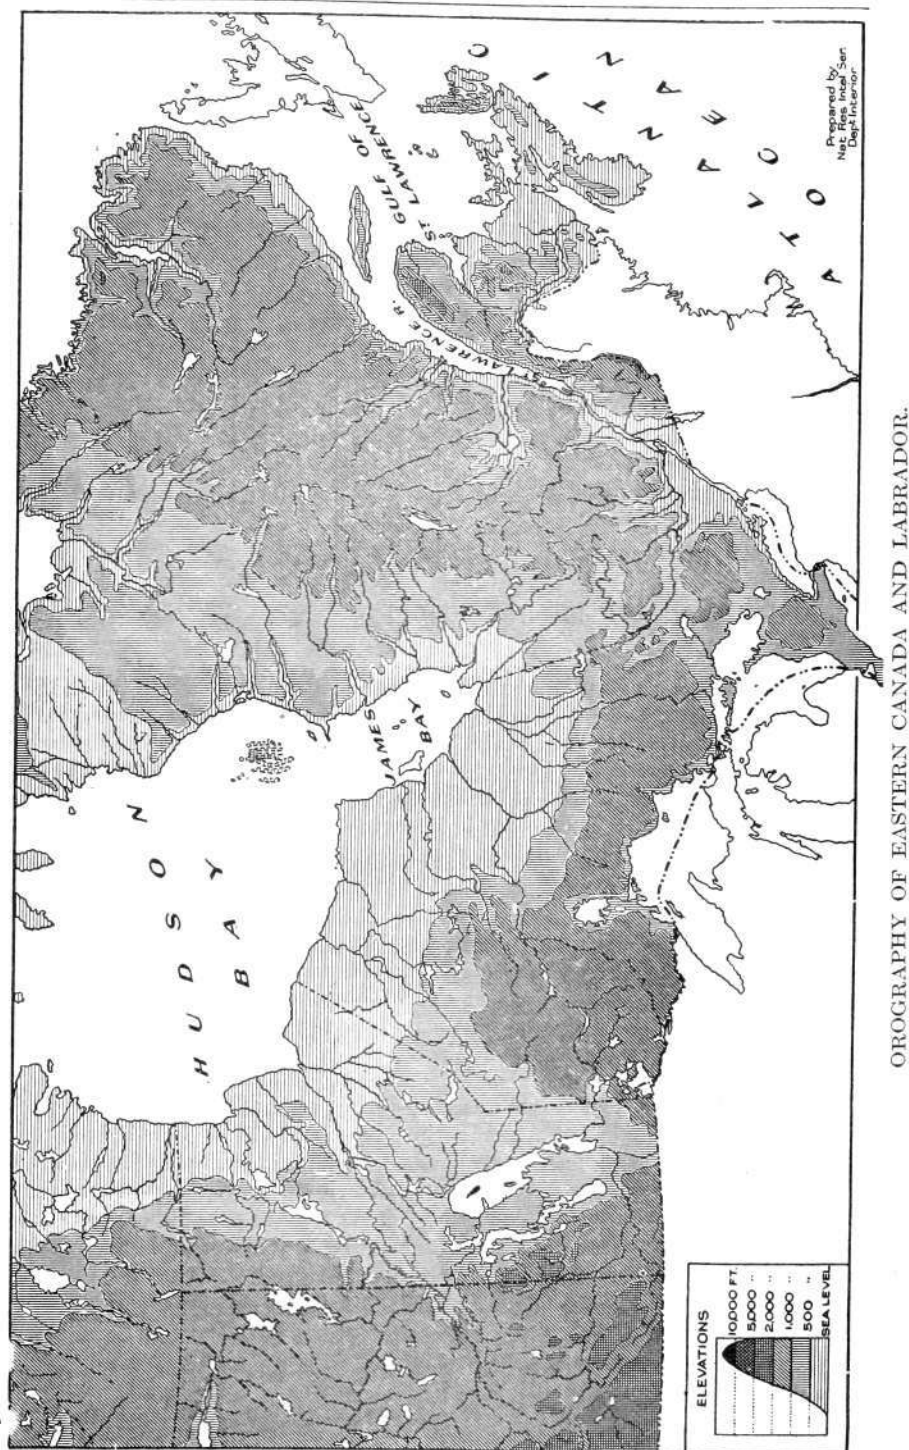 HUDSON
BAY
JAMES
BAY
GULF OF
ST LAWRENCE
ST LAWRENCE R.
ATOVAEANTNIO
Prepared by
Nat. Res. Intel. Ser.
Dept. Interior
ELEVATIONS
10,000 FT.
5,000 "
2,000 "
1,000 "
500 "
SEA LEVEL
OROGRAPHY OF EASTERN CANADA AND LABRADOR.